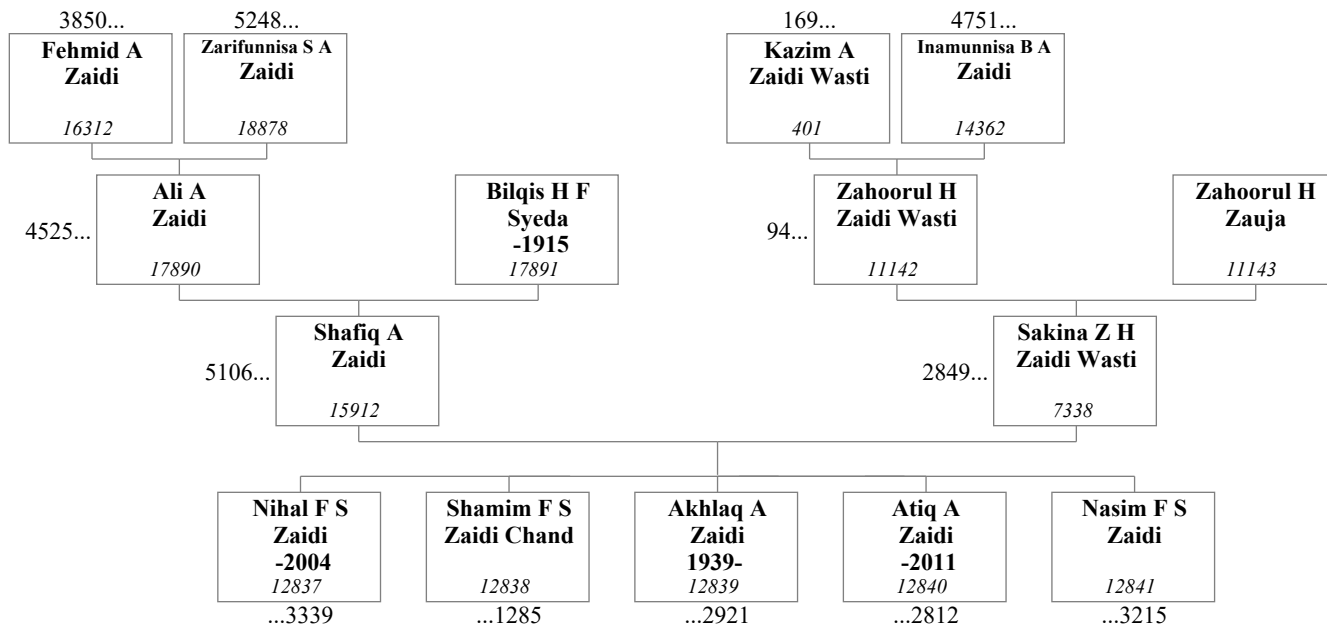 3850...
5248...
169...
4751...
Fehmid A
Zaidi
16312
Zarifunnisa S A
Zaidi
18878
Kazim A
Zaidi Wasti
401
Inamunnisa B A
Zaidi
14362
4525...
Ali A
Zaidi
17890
Bilqis H F
Syeda
-1915
17891
94...
Zahoorul H
Zaidi Wasti
11142
Zahoorul H
Zauja
11143
5106...
Shafiq A
Zaidi
15912
2849...
Sakina Z H
Zaidi Wasti
7338
Nihal F S
Zaidi
-2004
12837
Shamim F S
Zaidi Chand
12838
Akhlaq A
Zaidi
1939-
12839
Atiq A
Zaidi
-2011
12840
Nasim F S
Zaidi
12841
...3339
...1285
...2921
...2812
...3215